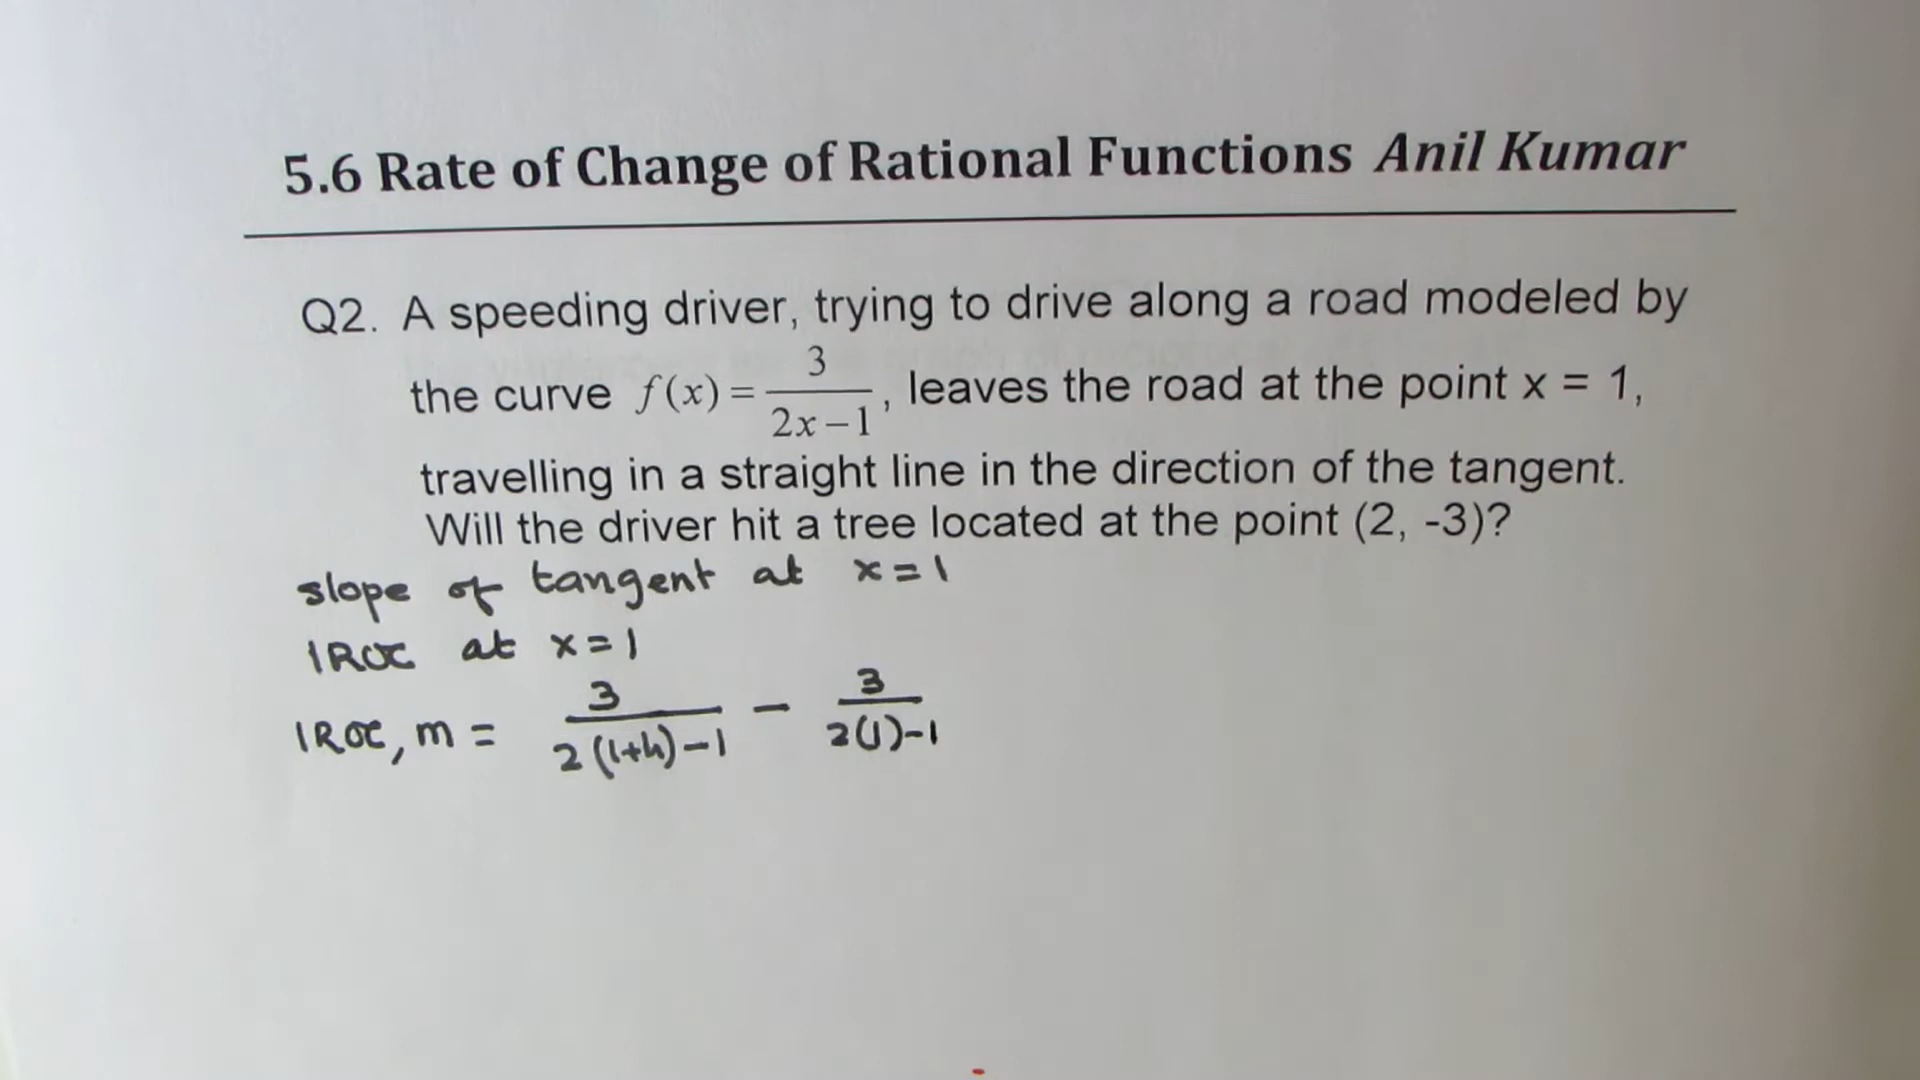 5.6 Rate of Change of Rational Functions Anil Kumar
Q2. A speeding driver, trying to drive along a road modeled by
the curve f(x) = 3/(2x−1), leaves the road at the point x = 1,
travelling in a straight line in the direction of the tangent.
Will the driver hit a tree located at the point (2, -3)?
slope of tangent at x = 1
IROC at x = 1
IROC, m = 3/(2(1+h)−1) − 3/(2(1)−1)